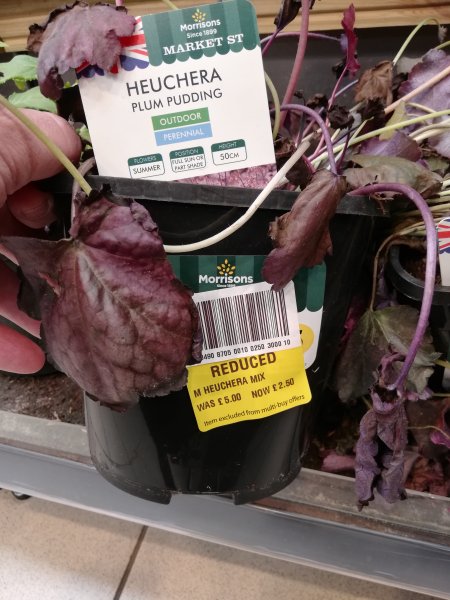 Morrisons
Since 1899
MARKET ST
HEUCHERA
PLUM PUDDING
OUTDOOR
PERENNIAL
FLOWERS
SUMMER
POSITION
FULL SUN OR
PART SHADE
HEIGHT
50CM
Morrisons
Since 1899
REDUCED
M HEUCHERA MIX
WAS £5.00 NOW £2.50
Item excluded from multi-buy offers